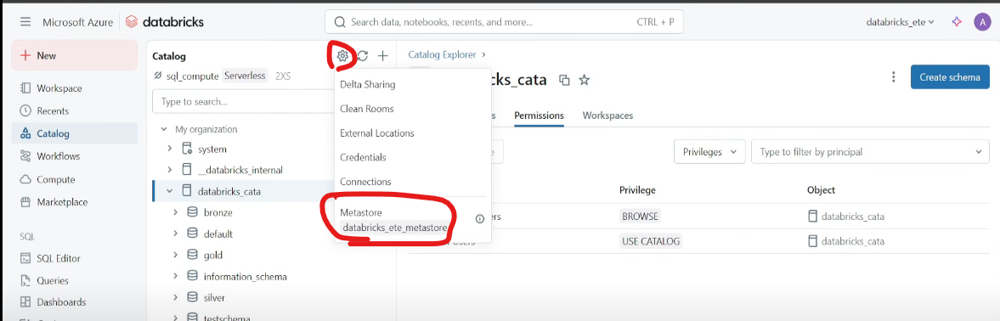 Microsoft Azure databricks
Search data, notebooks, recents, and more... CTRL + P
databricks_ete
A
New
Workspace
Recents
Catalog
Workflows
Compute
Marketplace
SQL
SQL Editor
Queries
Dashboards
Catalog
sql_compute Serverless 2XS
Type to search...
My organization
system
__databricks_internal
databricks_cata
bronze
default
gold
information_schema
silver
testschema
Delta Sharing
Clean Rooms
External Locations
Credentials
Connections
Metastore
databricks_ete_metastore
Catalog Explorer >
cks_cata
Create schema
s Permissions Workspaces
Privileges
Type to filter by principal
Privilege Object
ers BROWSE databricks_cata
USE CATALOG databricks_cata